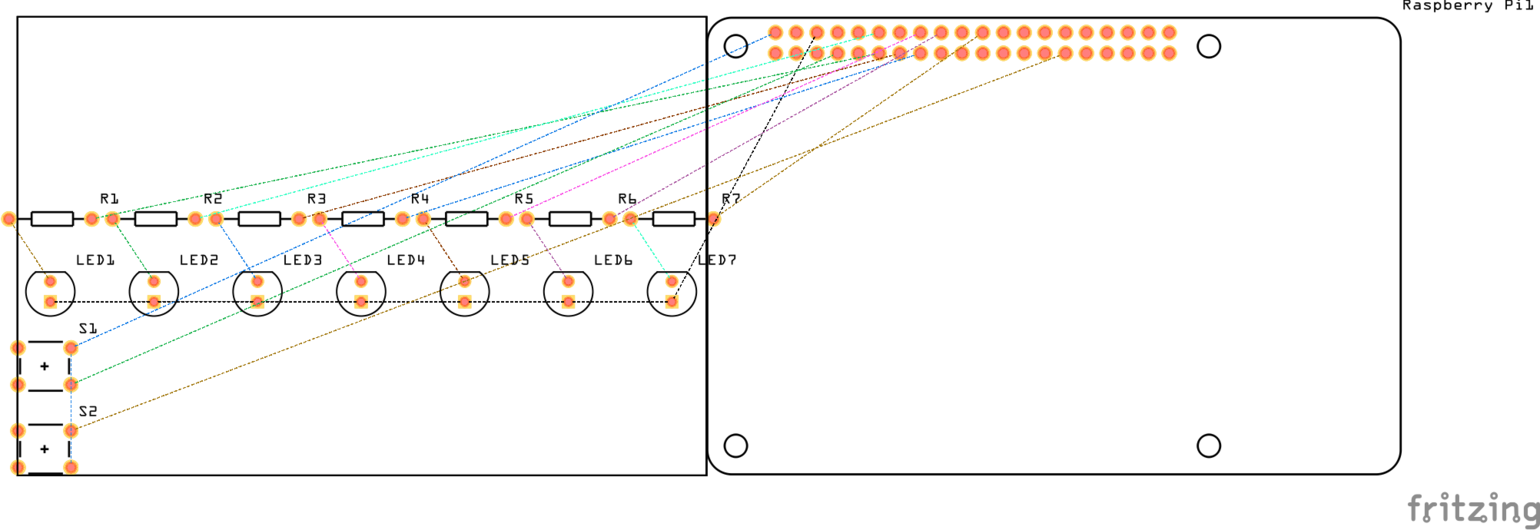 Raspberry Pi1
R1 R2 R3 R4 R5 R6 R7
LED1 LED2 LED3 LED4 LED5 LED6 LED7
S1
+
S2
+
fritzing